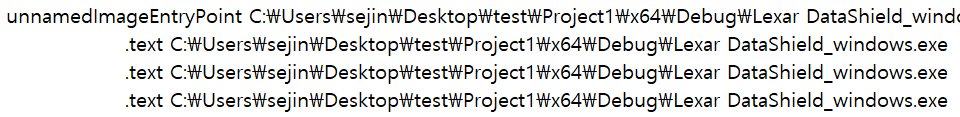 unnamedImageEntryPoint C:₩Users₩sejin₩Desktop₩test₩Project1₩x64₩Debug₩Lexar DataShield_windo
.text C:₩Users₩sejin₩Desktop₩test₩Project1₩x64₩Debug₩Lexar DataShield_windows.exe
.text C:₩Users₩sejin₩Desktop₩test₩Project1₩x64₩Debug₩Lexar DataShield_windows.exe
.text C:₩Users₩sejin₩Desktop₩test₩Project1₩x64₩Debug₩Lexar DataShield_windows.exe